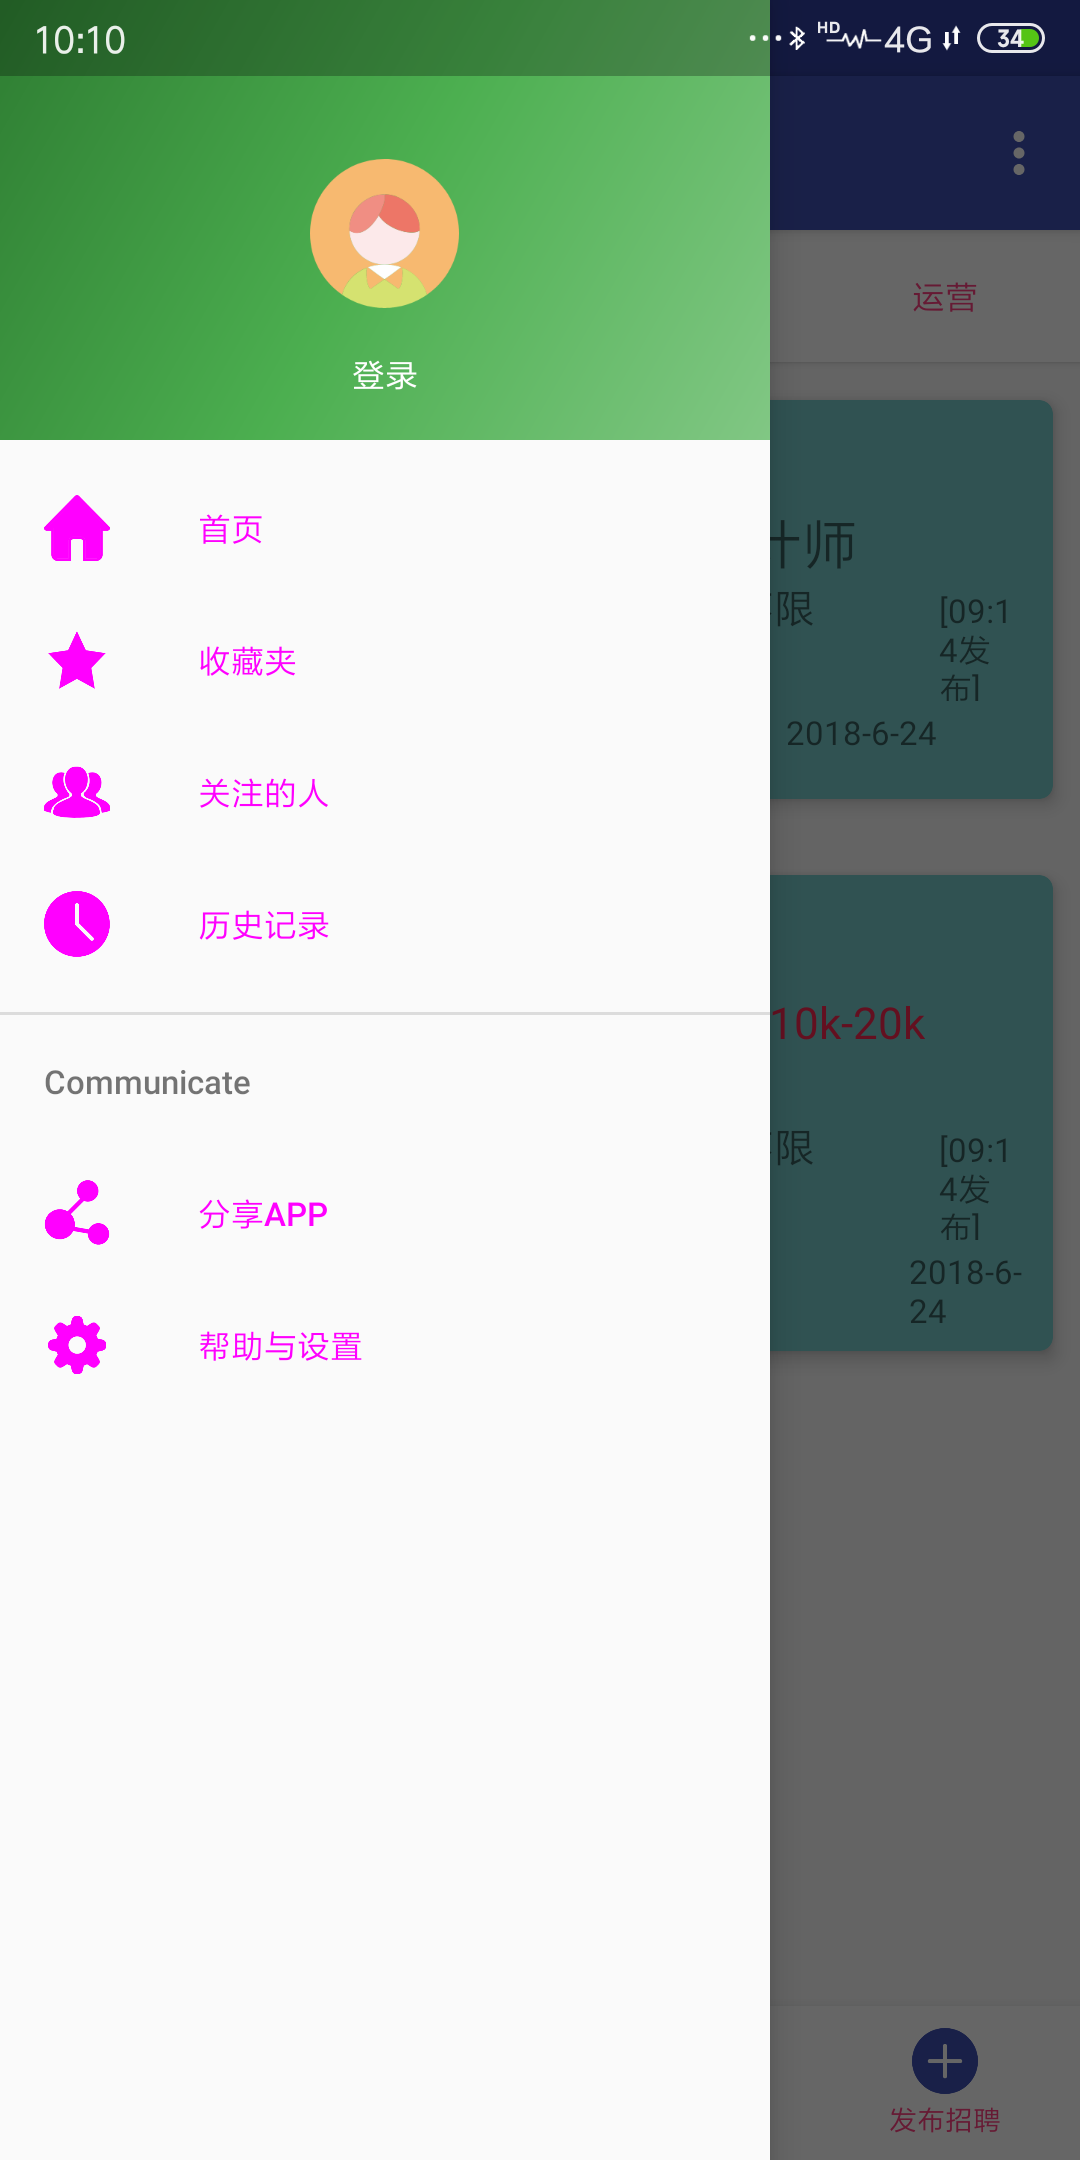 10:10
HD
4G
34
登录
运营
首页
收藏夹
关注的人
历史记录
Communicate
分享APP
帮助与设置
计师
限
[09:1
4发
布]
2018-6-24
10k-20k
限
[09:1
4发
布]
2018-6-
24
发布招聘